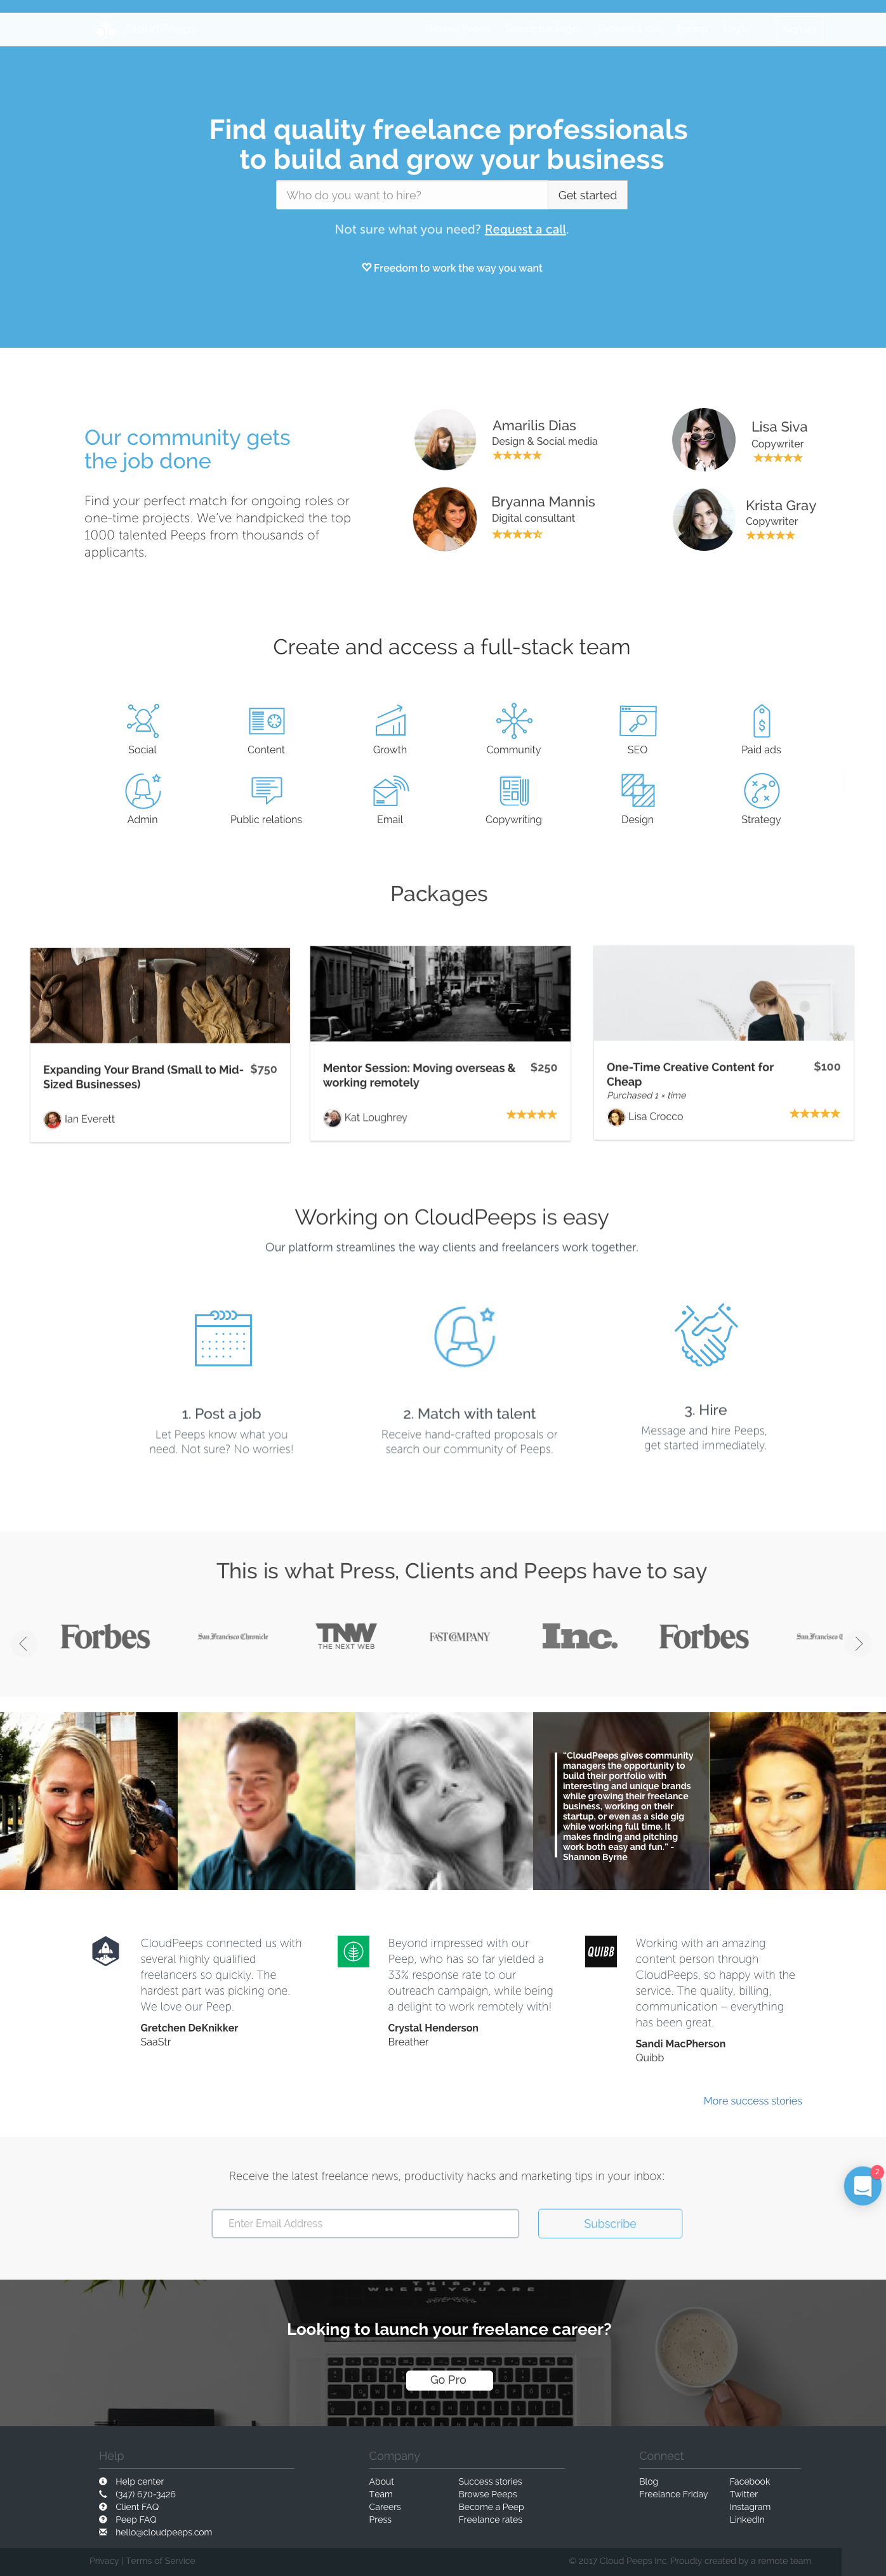 Find quality freelance professionals
to build and grow your business
Who do you want to hire?
Get started
Not sure what you need? Request a call.
Freedom to work the way you want
Our community gets
the job done
Find your perfect match for ongoing roles or
one-time projects. We've handpicked the top
1000 talented Peeps from thousands of
applicants.
Amarilis Dias
Design & Social media
Lisa Siva
Copywriter
Bryanna Mannis
Digital consultant
Krista Gray
Copywriter
Create and access a full-stack team
Social
Content
Growth
Community
SEO
Paid ads
Admin
Public relations
Email
Copywriting
Design
Strategy
Packages
Expanding Your Brand (Small to Mid-
Sized Businesses)
$750
Ian Everett
Mentor Session: Moving overseas &
working remotely
$250
Kat Loughrey
One-Time Creative Content for
Cheap
$100
Purchased 1 × time
Lisa Crocco
Working on CloudPeeps is easy
Our platform streamlines the way clients and freelancers work together.
1. Post a job
Let Peeps know what you
need. Not sure? No worries!
2. Match with talent
Receive hand-crafted proposals or
search our community of Peeps.
3. Hire
Message and hire Peeps,
get started immediately.
This is what Press, Clients and Peeps have to say
Forbes
San Francisco Chronicle
TNW
THE NEXT WEB
FAST COMPANY
Inc.
Forbes
San Francisco C
"CloudPeeps gives community
managers the opportunity to
build their portfolio with
interesting and unique brands
while growing their freelance
business, working on their
startup, or even as a side gig
while working full time. It
makes finding and pitching
work both easy and fun." -
Shannon Byrne
CloudPeeps connected us with
several highly qualified
freelancers so quickly. The
hardest part was picking one.
We love our Peep.
Gretchen DeKnikker
SaaStr
Beyond impressed with our
Peep, who has so far yielded a
33% response rate to our
outreach campaign, while being
a delight to work remotely with!
Crystal Henderson
Breather
QUIBB
Working with an amazing
content person through
CloudPeeps, so happy with the
service. The quality, billing,
communication – everything
has been great.
Sandi MacPherson
Quibb
More success stories
Receive the latest freelance news, productivity hacks and marketing tips in your inbox:
2
Enter Email Address
Subscribe
THIS IS
WHERE YOU ARE
Looking to launch your freelance career?
Go Pro
Help
Help center
(347) 670-3426
Client FAQ
Peep FAQ
hello@cloudpeeps.com
Company
About
Team
Careers
Press
Success stories
Browse Peeps
Become a Peep
Freelance rates
Connect
Blog
Freelance Friday
Facebook
Twitter
Instagram
LinkedIn
Privacy | Terms of Service
© 2017 Cloud Peeps Inc. Proudly created by a remote team.